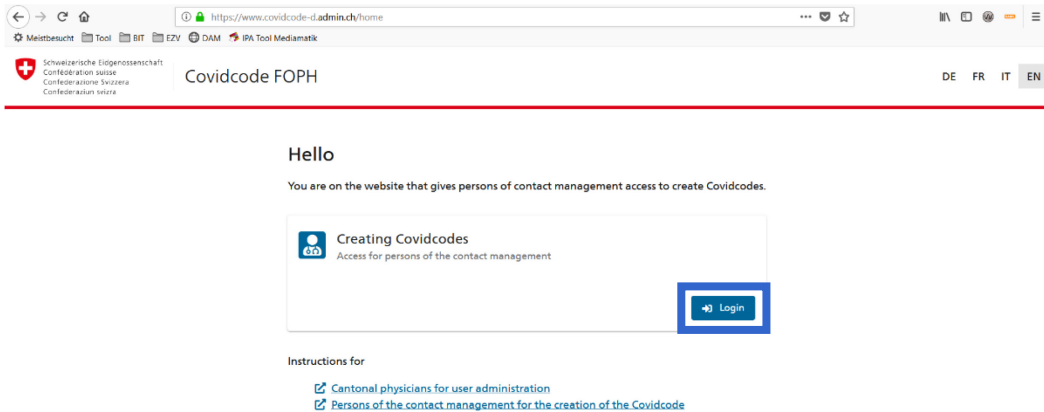 https://www.covidcode-d.admin.ch/home
Meistbesucht Tool BIT EZV DAM IPA Tool Mediamatik
Schweizerische Eidgenossenschaft
Confédération suisse
Confederazione Svizzera
Confederaziun svizra
Covidcode FOPH
DE FR IT EN
Hello
You are on the website that gives persons of contact management access to create Covidcodes.
Creating Covidcodes
Access for persons of the contact management
Login
Instructions for
Cantonal physicians for user administration
Persons of the contact management for the creation of the Covidcode